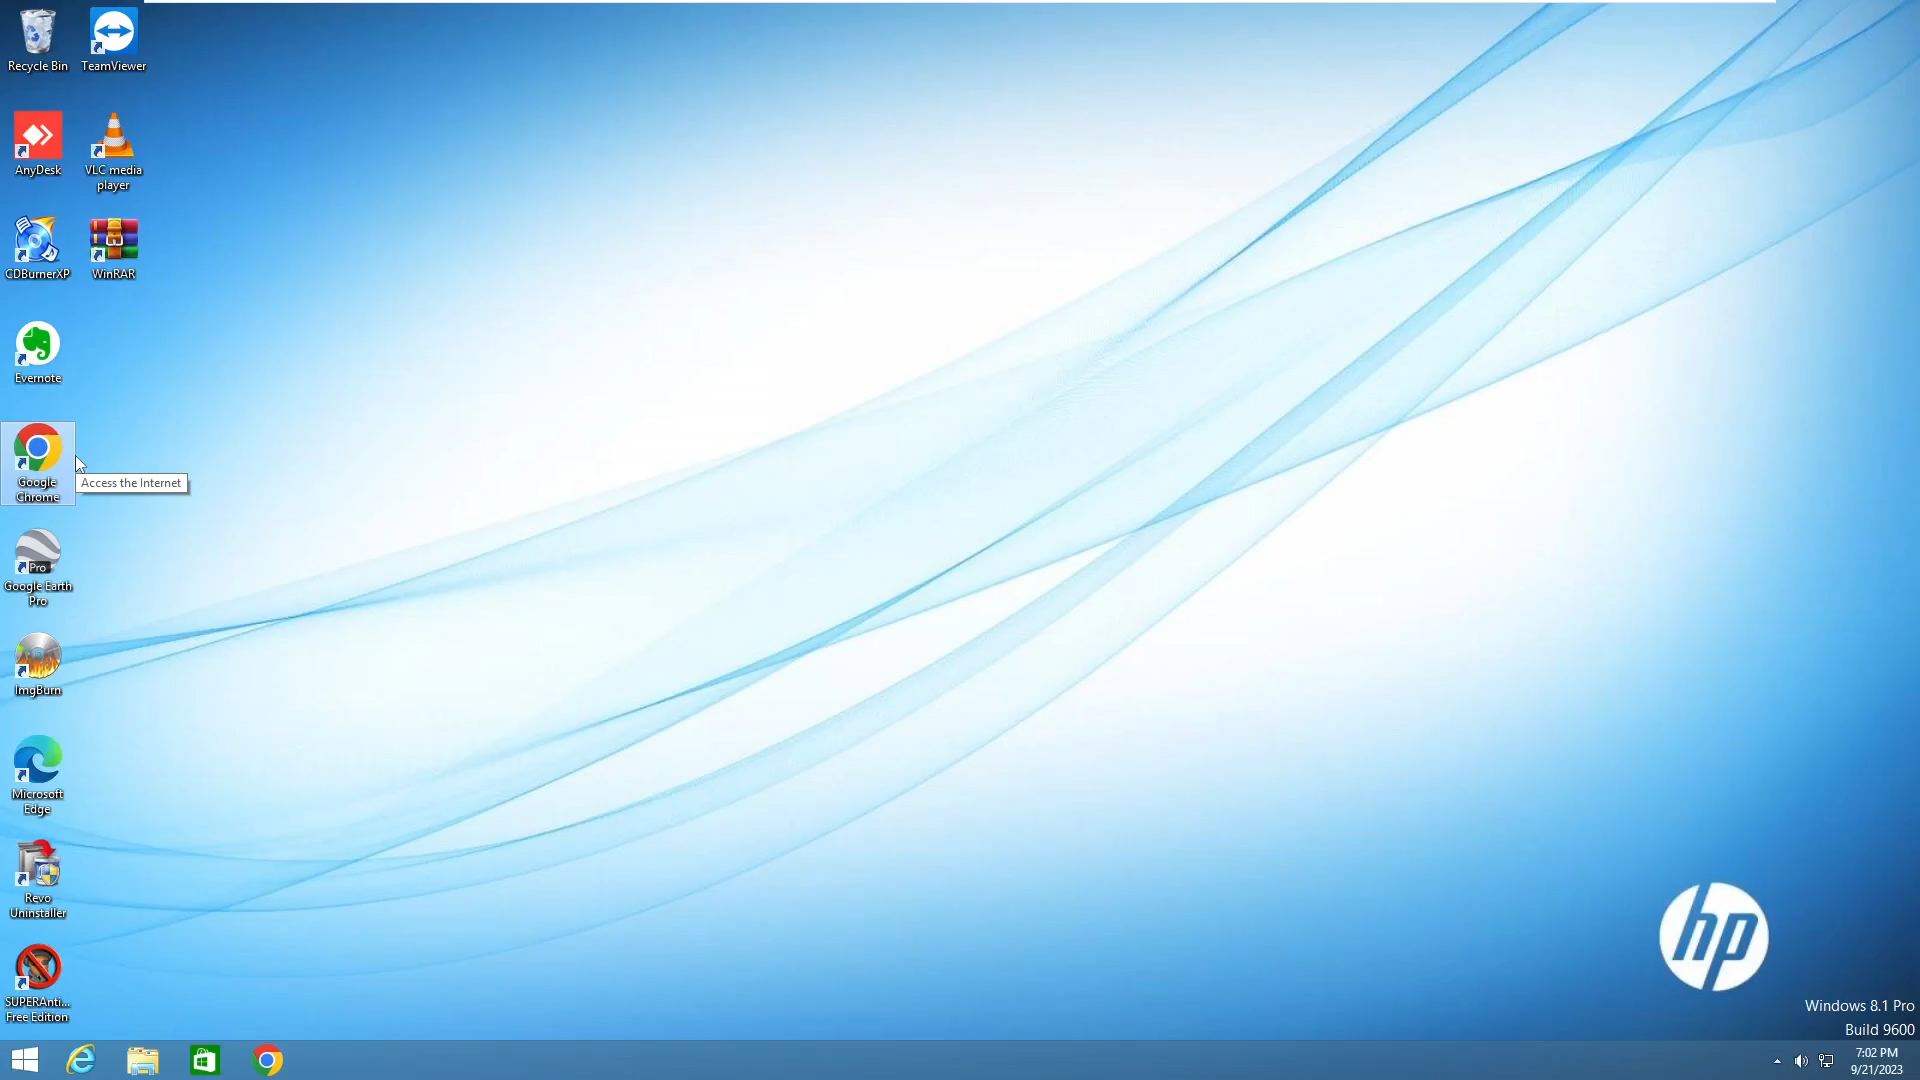 Recycle Bin
TeamViewer
AnyDesk
VLC media
player
CDBurnerXP
WinRAR
Evernote
Google
Chrome
Access the Internet
Pro
Google Earth
Pro
ImgBurn
Microsoft
Edge
Revo
Uninstaller
SUPERAnti...
Free Edition
hp
Windows 8.1 Pro
Build 9600
7:02 PM
9/21/2023